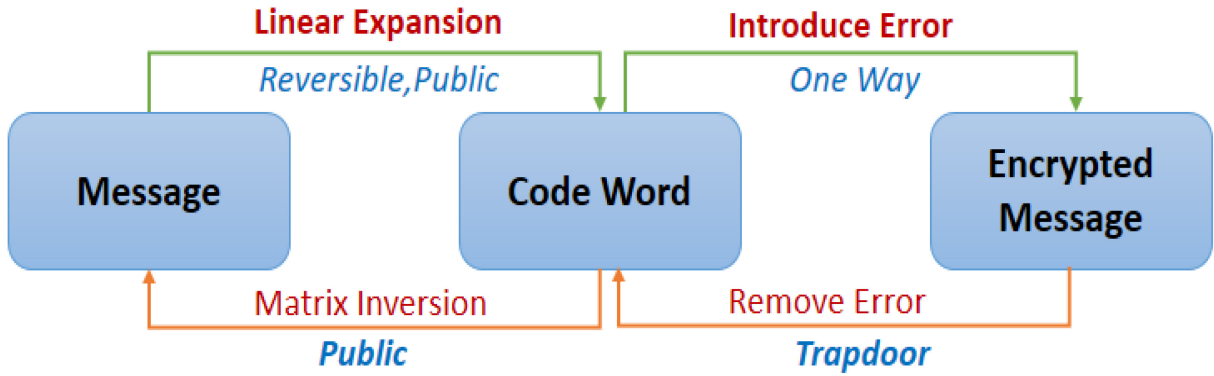 Linear Expansion
Introduce Error
Reversible,Public
One Way
Message
Code Word
Encrypted
Message
Matrix Inversion
Remove Error
Public
Trapdoor